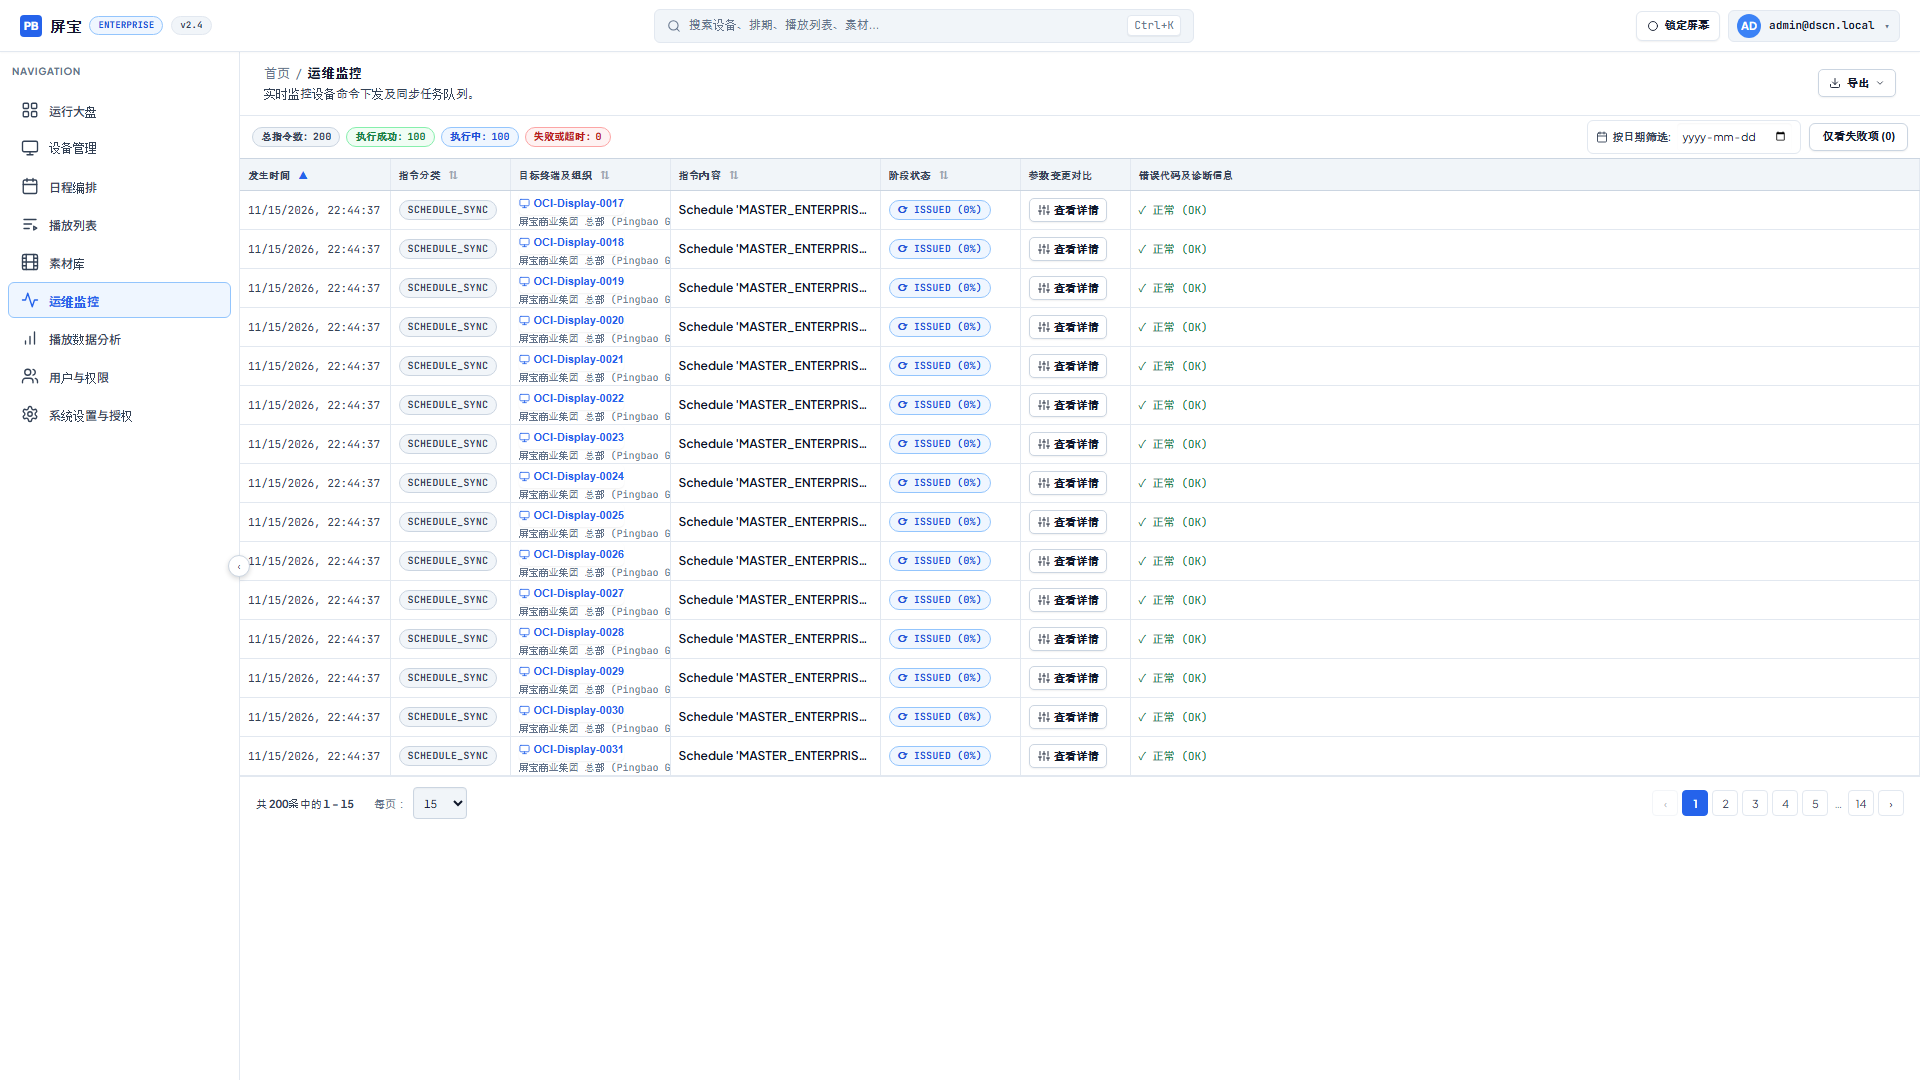 PB 屏宝 ENTERPRISE v2.4
搜索设备、排期、播放列表、素材... Ctrl+K
锁定屏幕
AD admin@dscn.local
NAVIGATION
运行大盘
设备管理
日程编排
播放列表
素材库
运维监控
播放数据分析
用户与权限
系统设置与授权
首页 / 运维监控
实时监控设备命令下发及同步任务队列。
导出
总指令数: 200 执行成功: 100 执行中: 100 失败或超时: 0
按日期筛选: yyyy-mm-dd 仅看失败项 (0)
发生时间 ▲ 指令分类 ⇅ 目标终端及组织 ⇅ 指令内容 ⇅ 阶段状态 ⇅ 参数变更对比 错误代码及诊断信息
11/15/2026, 22:44:37 SCHEDULE_SYNC OCI-Display-0017 Schedule 'MASTER_ENTERPRIS... ISSUED (0%) 查看详情 ✓ 正常 (OK)
屏宝商业集团 总部 (Pingbao G
11/15/2026, 22:44:37 SCHEDULE_SYNC OCI-Display-0018 Schedule 'MASTER_ENTERPRIS... ISSUED (0%) 查看详情 ✓ 正常 (OK)
屏宝商业集团 总部 (Pingbao G
11/15/2026, 22:44:37 SCHEDULE_SYNC OCI-Display-0019 Schedule 'MASTER_ENTERPRIS... ISSUED (0%) 查看详情 ✓ 正常 (OK)
屏宝商业集团 总部 (Pingbao G
11/15/2026, 22:44:37 SCHEDULE_SYNC OCI-Display-0020 Schedule 'MASTER_ENTERPRIS... ISSUED (0%) 查看详情 ✓ 正常 (OK)
屏宝商业集团 总部 (Pingbao G
11/15/2026, 22:44:37 SCHEDULE_SYNC OCI-Display-0021 Schedule 'MASTER_ENTERPRIS... ISSUED (0%) 查看详情 ✓ 正常 (OK)
屏宝商业集团 总部 (Pingbao G
11/15/2026, 22:44:37 SCHEDULE_SYNC OCI-Display-0022 Schedule 'MASTER_ENTERPRIS... ISSUED (0%) 查看详情 ✓ 正常 (OK)
屏宝商业集团 总部 (Pingbao G
11/15/2026, 22:44:37 SCHEDULE_SYNC OCI-Display-0023 Schedule 'MASTER_ENTERPRIS... ISSUED (0%) 查看详情 ✓ 正常 (OK)
屏宝商业集团 总部 (Pingbao G
11/15/2026, 22:44:37 SCHEDULE_SYNC OCI-Display-0024 Schedule 'MASTER_ENTERPRIS... ISSUED (0%) 查看详情 ✓ 正常 (OK)
屏宝商业集团 总部 (Pingbao G
11/15/2026, 22:44:37 SCHEDULE_SYNC OCI-Display-0025 Schedule 'MASTER_ENTERPRIS... ISSUED (0%) 查看详情 ✓ 正常 (OK)
屏宝商业集团 总部 (Pingbao G
11/15/2026, 22:44:37 SCHEDULE_SYNC OCI-Display-0026 Schedule 'MASTER_ENTERPRIS... ISSUED (0%) 查看详情 ✓ 正常 (OK)
屏宝商业集团 总部 (Pingbao G
11/15/2026, 22:44:37 SCHEDULE_SYNC OCI-Display-0027 Schedule 'MASTER_ENTERPRIS... ISSUED (0%) 查看详情 ✓ 正常 (OK)
屏宝商业集团 总部 (Pingbao G
11/15/2026, 22:44:37 SCHEDULE_SYNC OCI-Display-0028 Schedule 'MASTER_ENTERPRIS... ISSUED (0%) 查看详情 ✓ 正常 (OK)
屏宝商业集团 总部 (Pingbao G
11/15/2026, 22:44:37 SCHEDULE_SYNC OCI-Display-0029 Schedule 'MASTER_ENTERPRIS... ISSUED (0%) 查看详情 ✓ 正常 (OK)
屏宝商业集团 总部 (Pingbao G
11/15/2026, 22:44:37 SCHEDULE_SYNC OCI-Display-0030 Schedule 'MASTER_ENTERPRIS... ISSUED (0%) 查看详情 ✓ 正常 (OK)
屏宝商业集团 总部 (Pingbao G
11/15/2026, 22:44:37 SCHEDULE_SYNC OCI-Display-0031 Schedule 'MASTER_ENTERPRIS... ISSUED (0%) 查看详情 ✓ 正常 (OK)
屏宝商业集团 总部 (Pingbao G
共 200条 中的 1 – 15 每页： 15 ‹ 1 2 3 4 5 ... 14 ›